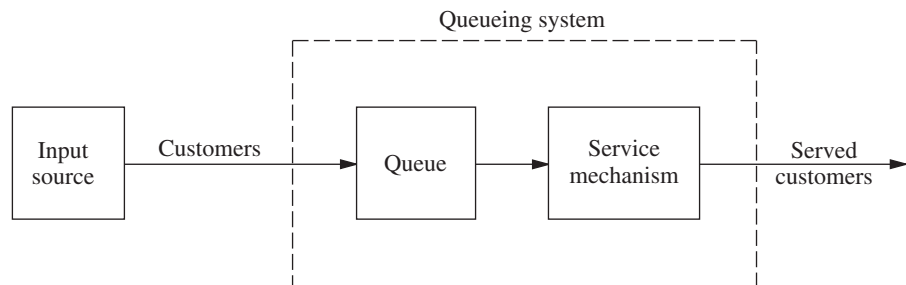 Queueing system
Input
source
Customers
Queue
Service
mechanism
Served
customers